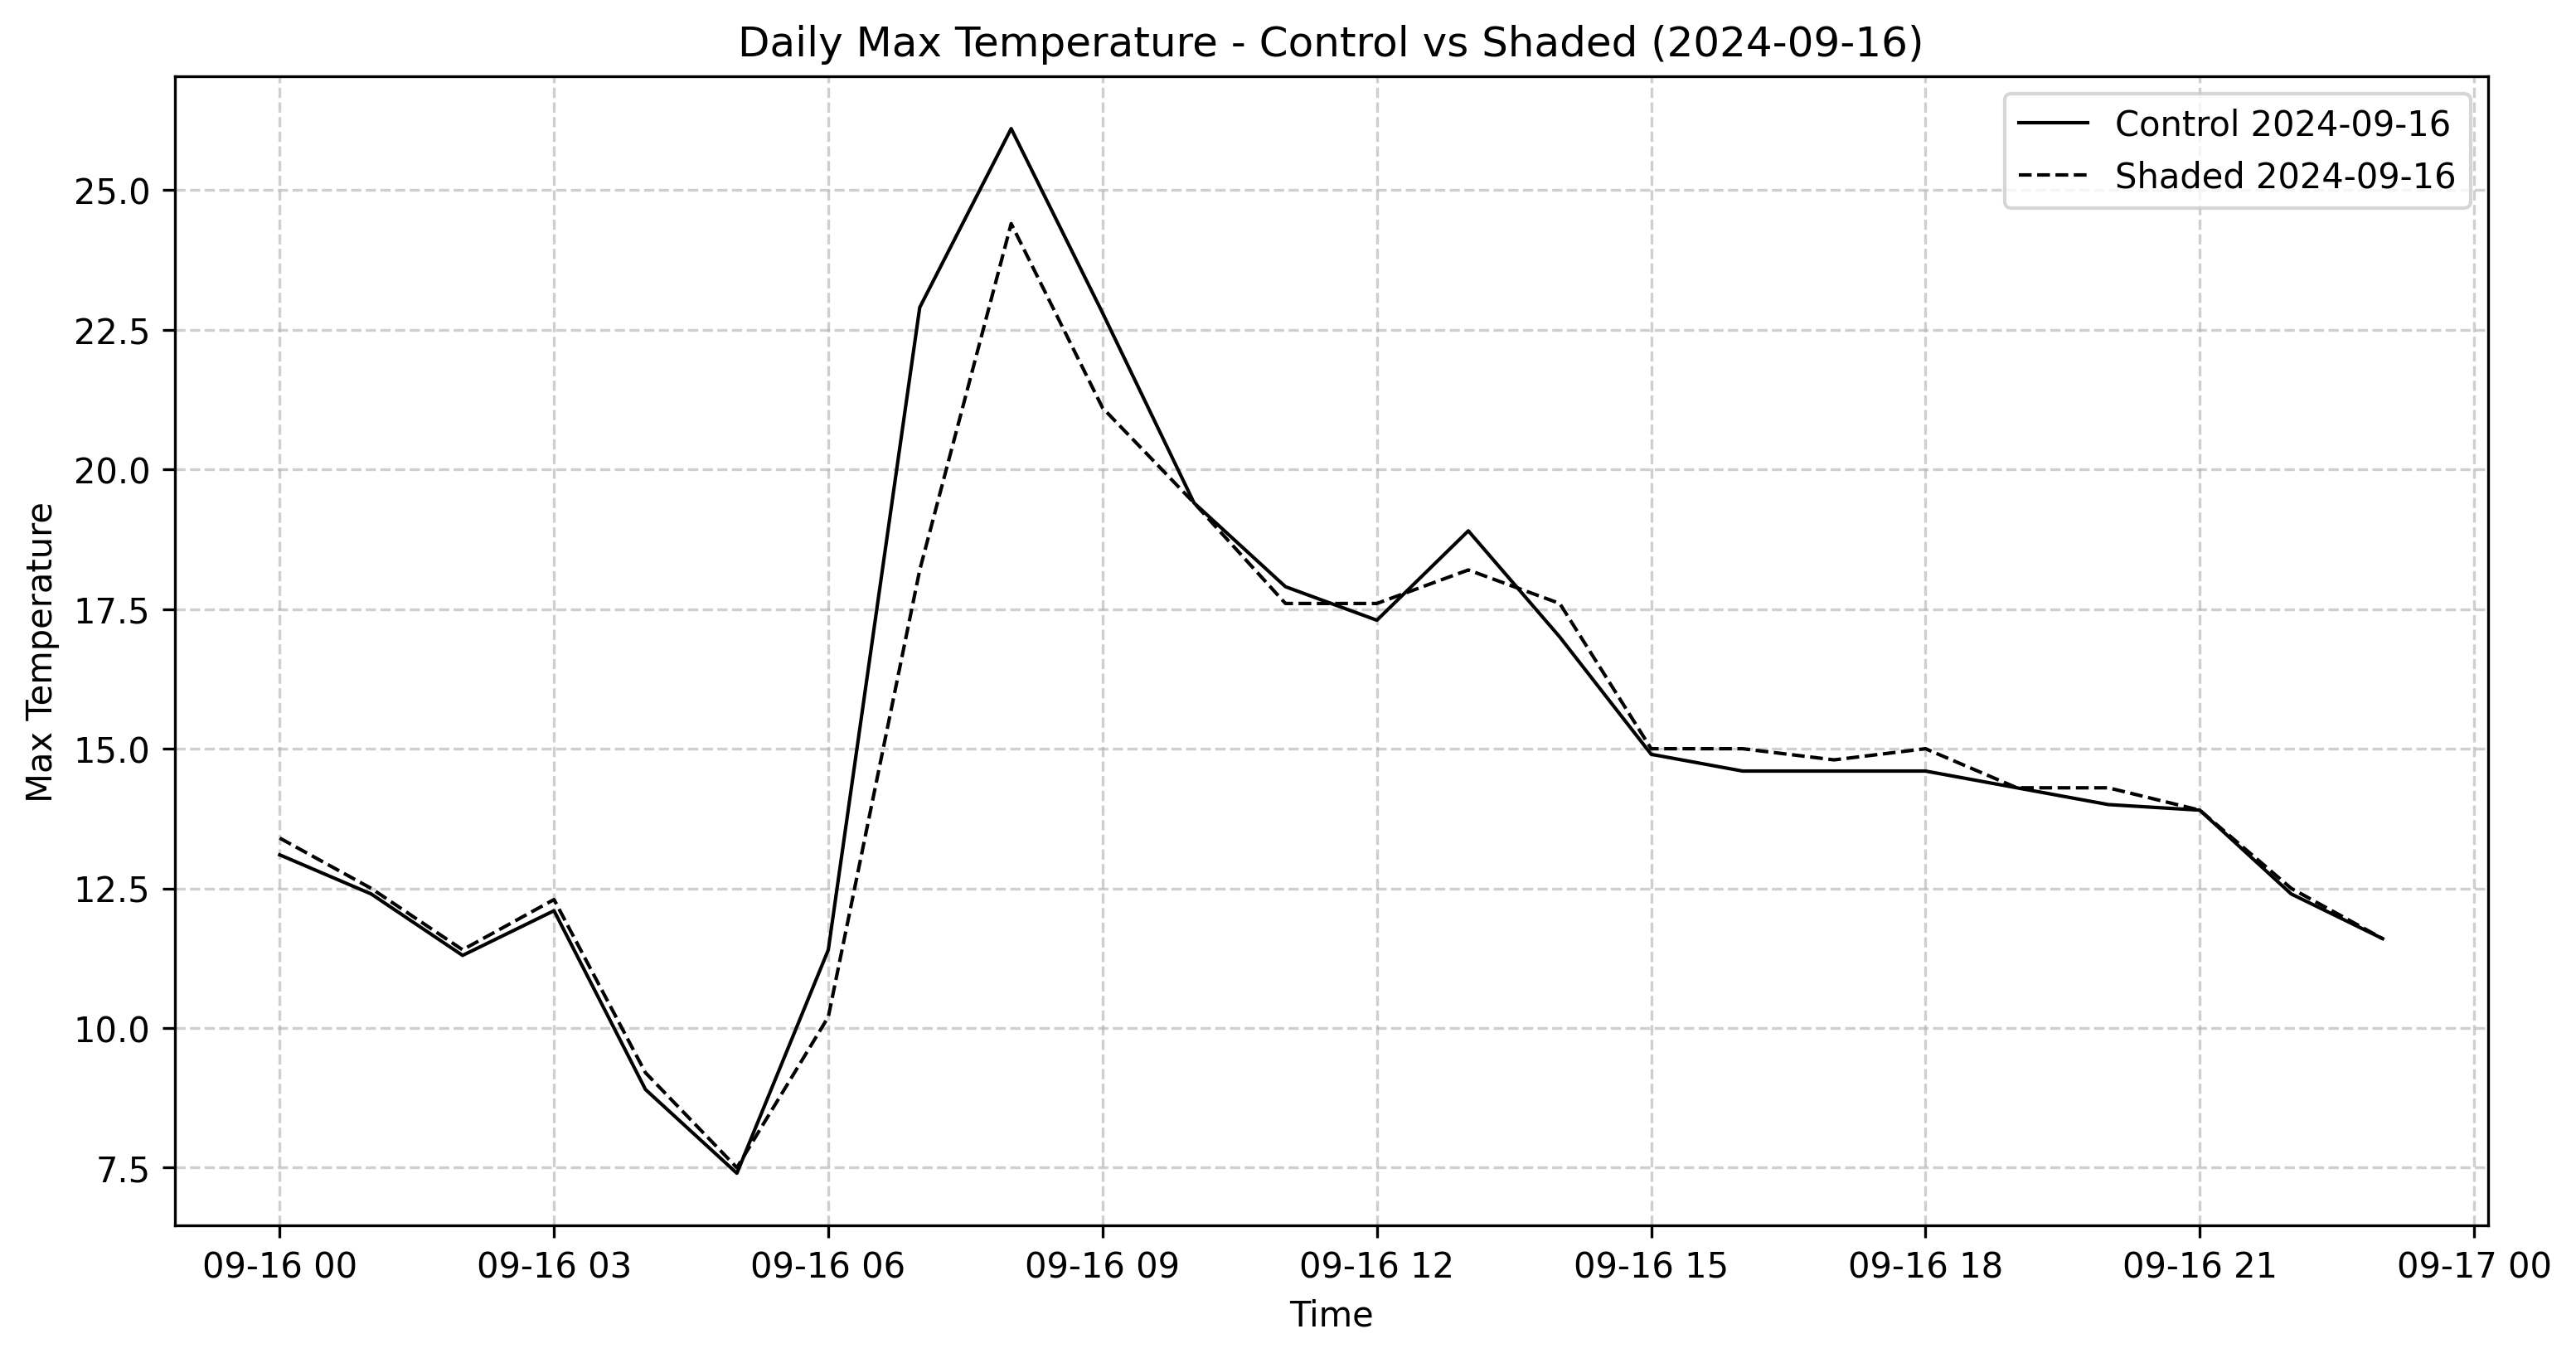 Daily Max Temperature - Control vs Shaded (2024-09-16)
Control 2024-09-16
Shaded 2024-09-16
Max Temperature
25.0
22.5
20.0
17.5
15.0
12.5
10.0
7.5
09-16 00 09-16 03 09-16 06 09-16 09 09-16 12 09-16 15 09-16 18 09-16 21 09-17 00
Time